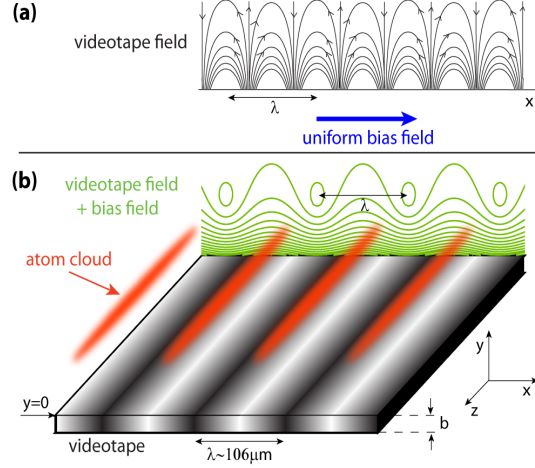 (a)
videotape field
λ
x
uniform bias field
(b)
videotape field
+ bias field
λ
atom cloud
y
x
z
y=0
b
videotape
λ~106μm